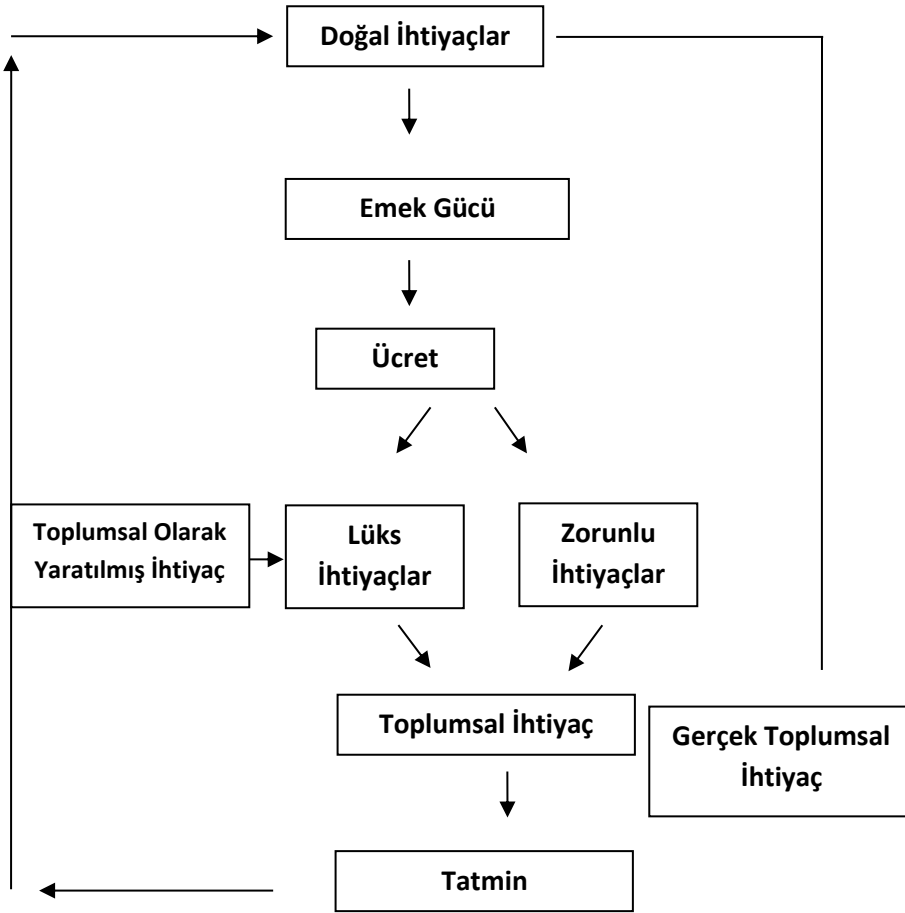 Doğal İhtiyaçlar
Emek Gücü
Ücret
Toplumsal Olarak
Yaratılmış İhtiyaç
Lüks
İhtiyaçlar
Zorunlu
İhtiyaçlar
Toplumsal İhtiyaç
Gerçek Toplumsal
İhtiyaç
Tatmin